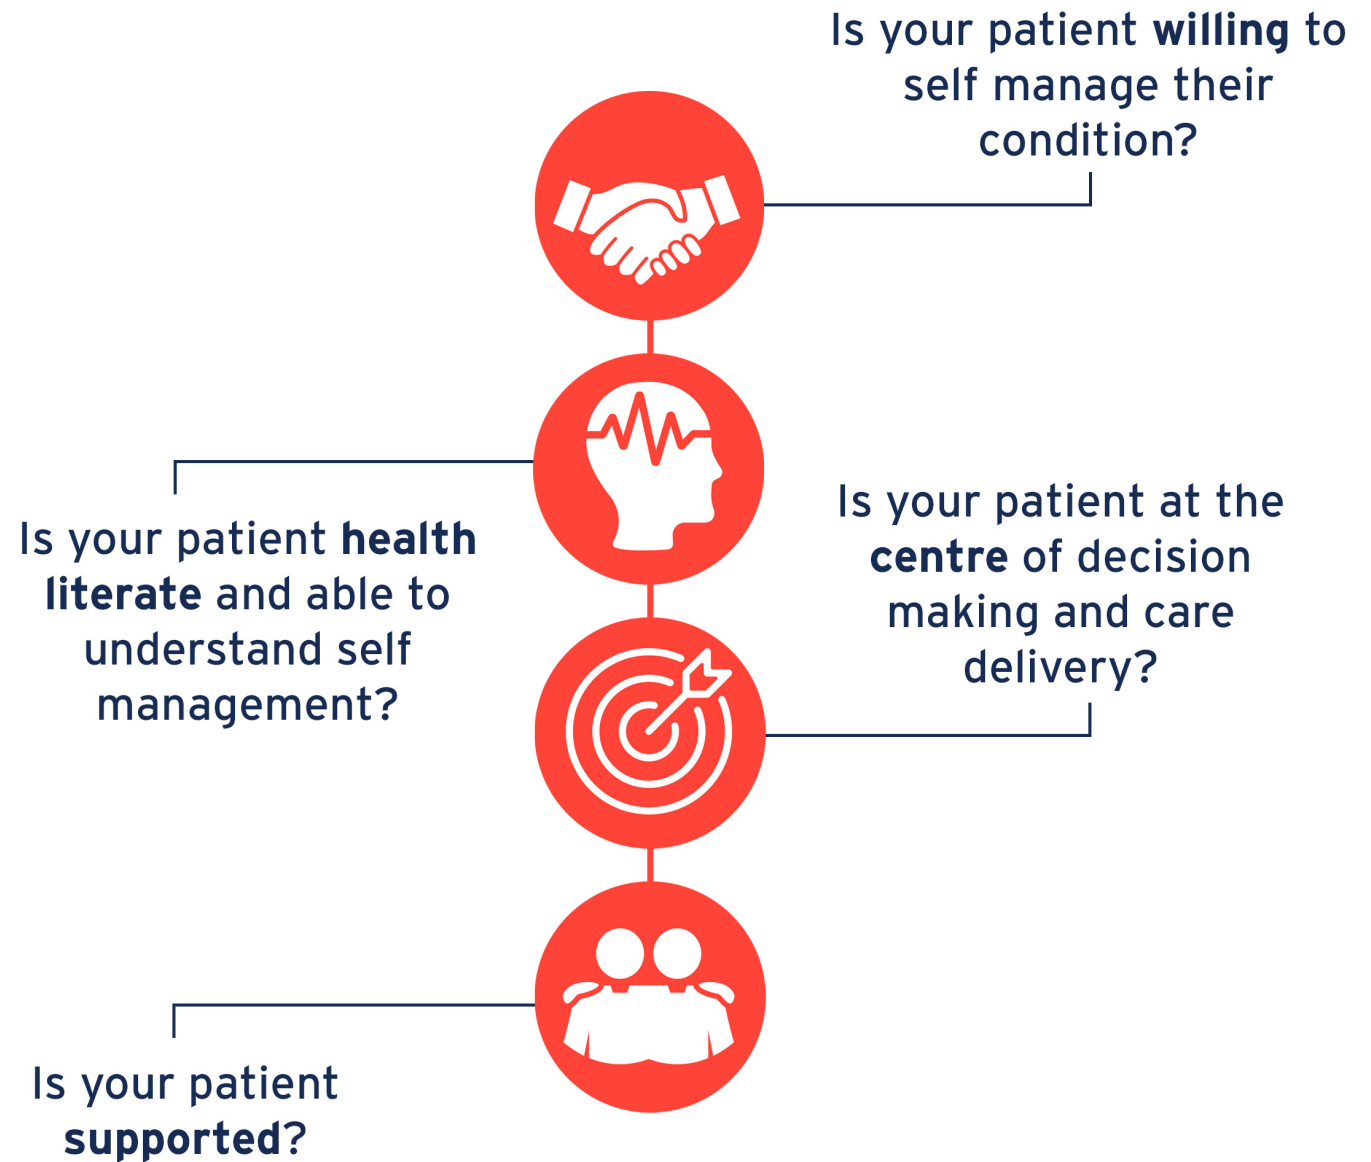 Is your patient willing to
self manage their
condition?
Is your patient health
literate and able to
understand self
management?
Is your patient at the
centre of decision
making and care
delivery?
Is your patient
supported?